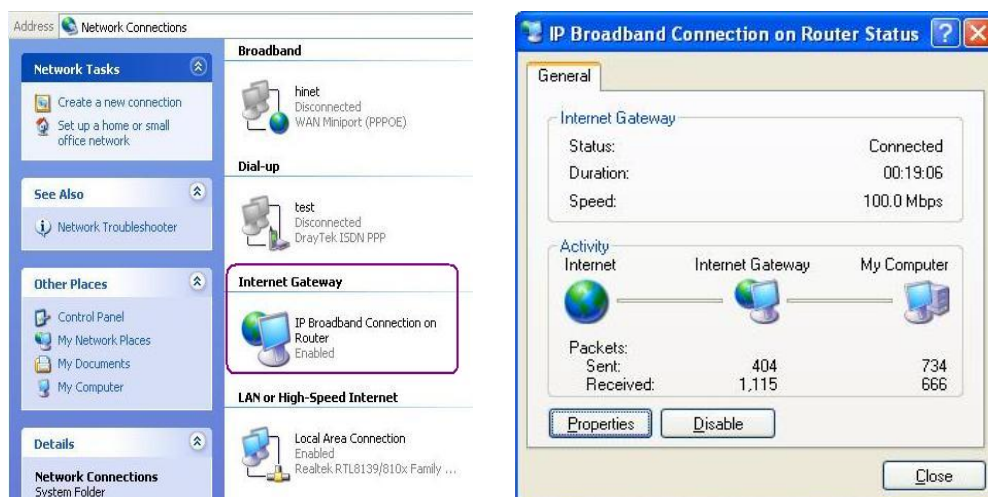 Address Network Connections
Network Tasks
Create a new connection
Set up a home or small
office network
See Also
Network Troubleshooter
Other Places
Control Panel
My Network Places
My Documents
My Computer
Details
Network Connections
System Folder
Broadband
hinet
Disconnected
WAN Miniport (PPPOE)
Dial-up
test
Disconnected
DrayTek ISDN PPP
Internet Gateway
IP Broadband Connection on
Router
Enabled
LAN or High-Speed Internet
Local Area Connection
Enabled
Realtek RTL8139/810x Family ...
IP Broadband Connection on Router Status
General
Internet Gateway
Status: Connected
Duration: 00:19:06
Speed: 100.0 Mbps
Activity
Internet Internet Gateway My Computer
Packets:
Sent: 404 734
Received: 1,115 666
Properties Disable
Close